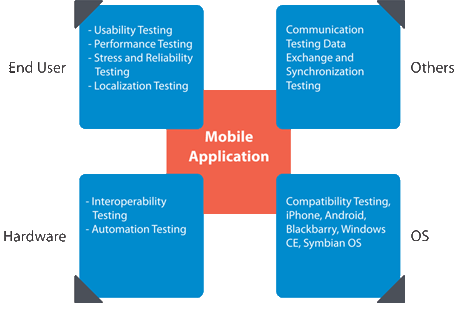 End User
- Usability Testing
- Performance Testing
- Stress and Reliability
Testing
- Localization Testing
Communication
Testing Data
Exchange and
Synchronization
Testing
Others
Mobile
Application
Hardware
- Interoperability
Testing
- Automation Testing
Compatibility Testing,
iPhone, Android,
Blackbarry, Windows
CE, Symbian OS
OS